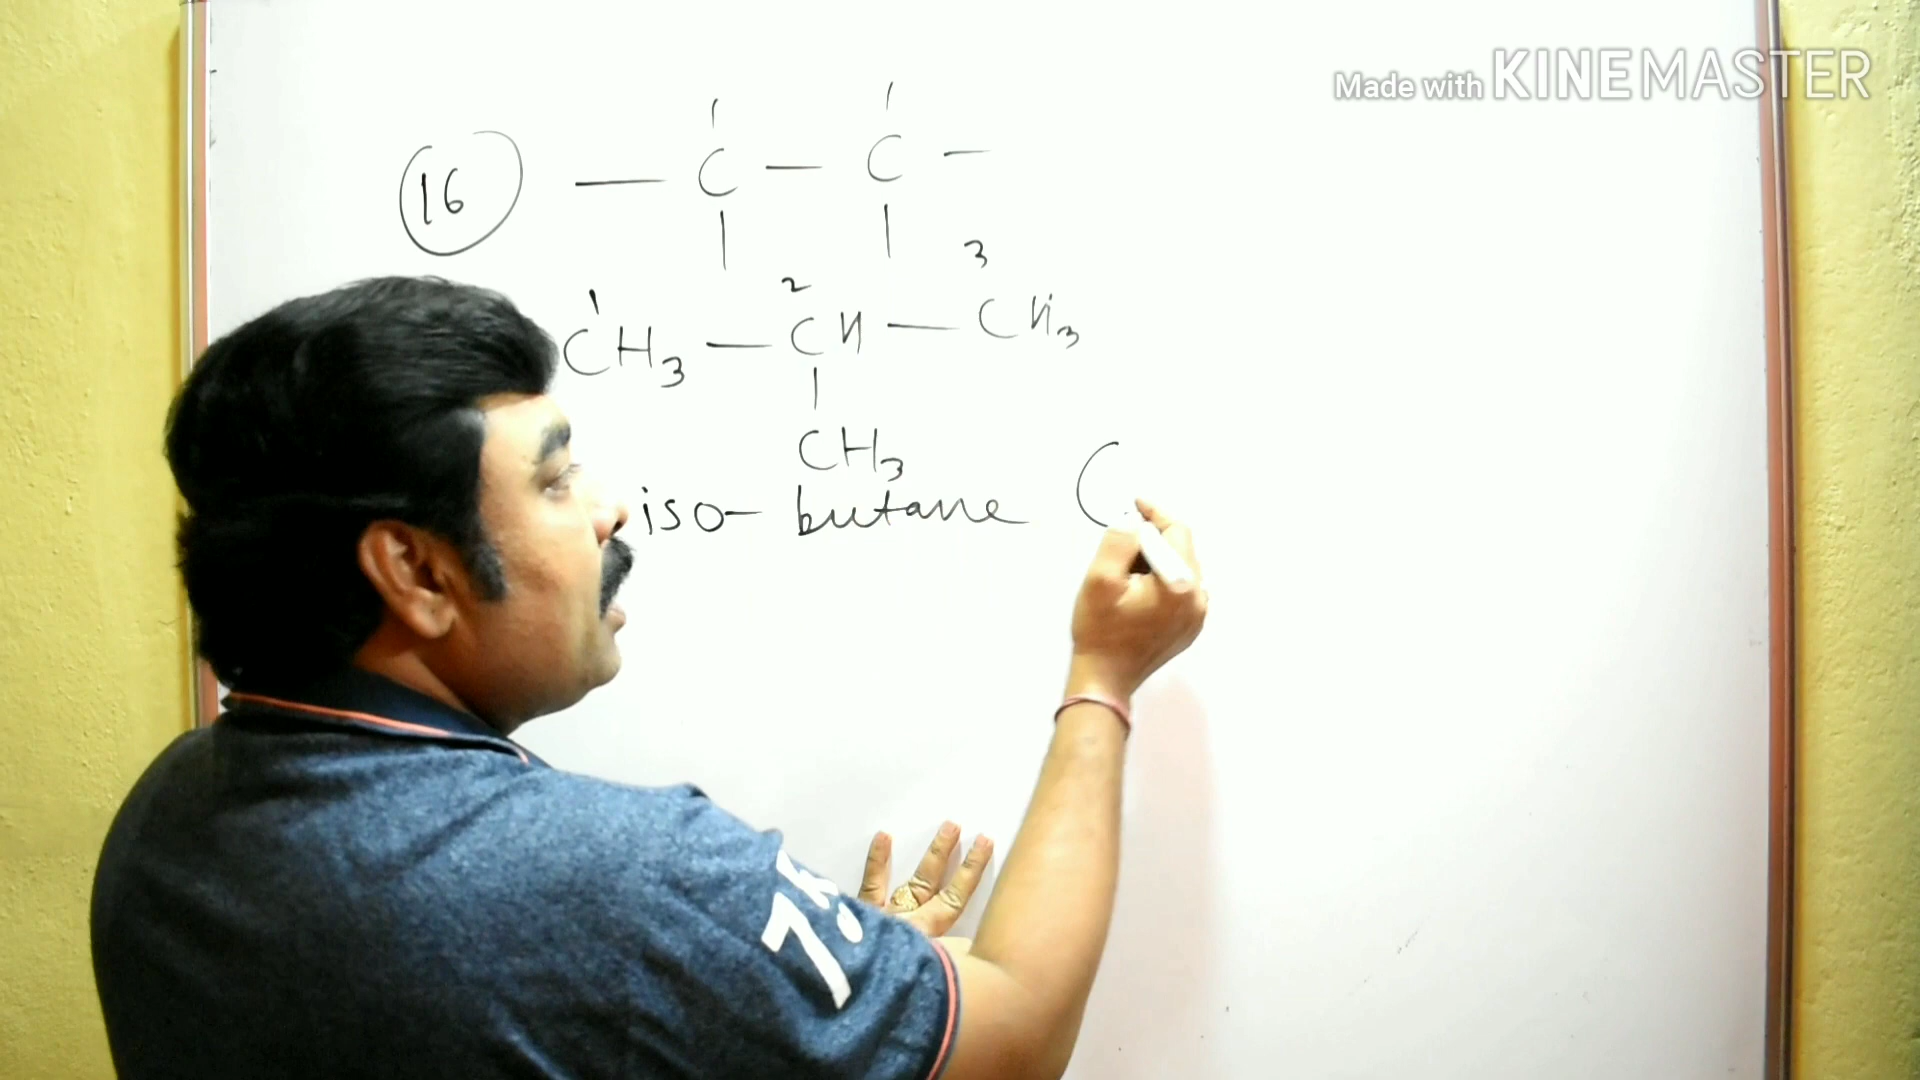 Made with KINEMASTER
16 — C — C —
1 2 3
CH3 — CH — CH3
CH3
iso- butane (